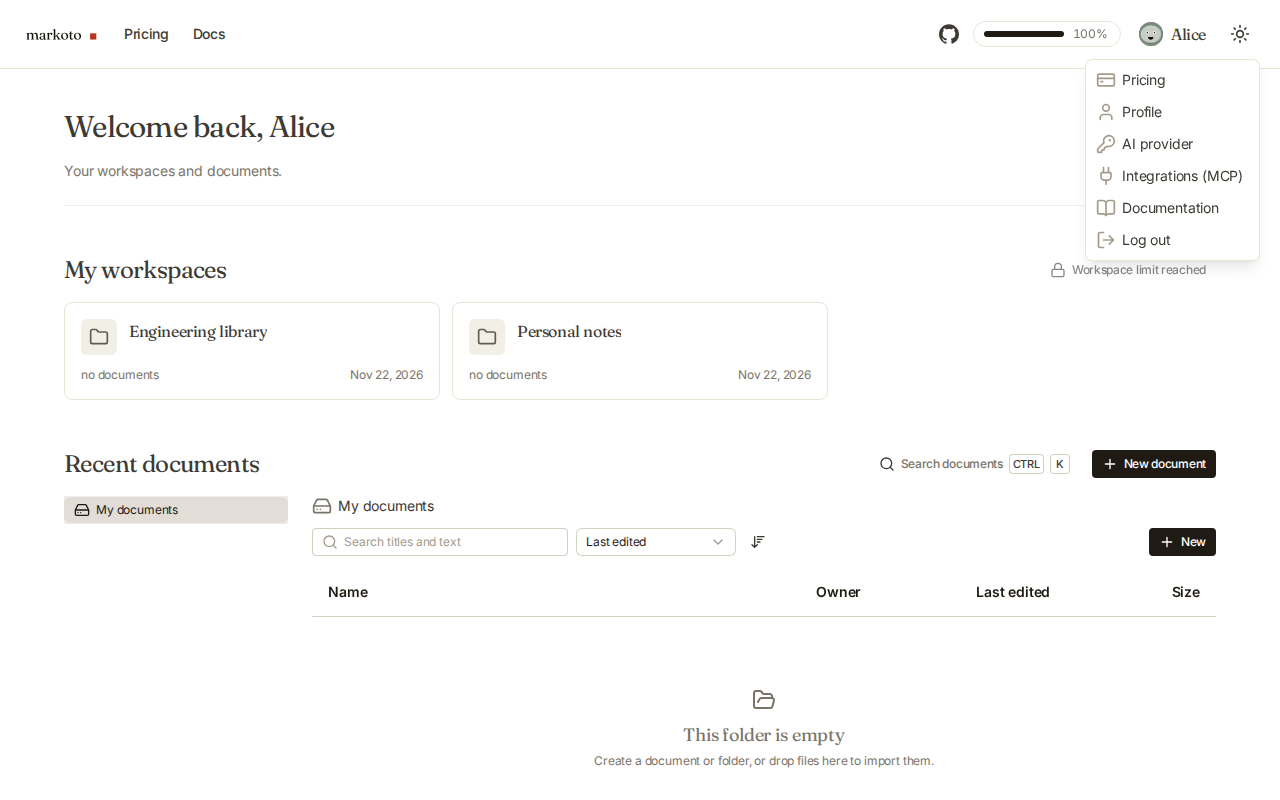 markoto
Pricing
Docs
100%
Alice
Pricing
Profile
AI provider
Integrations (MCP)
Documentation
Log out
Welcome back, Alice
Your workspaces and documents.
My workspaces
Workspace limit reached
Engineering library
no documents
Nov 22, 2026
Personal notes
no documents
Nov 22, 2026
Recent documents
Search documents
CTRL
K
New document
My documents
My documents
Search titles and text
Last edited
New
Name
Owner
Last edited
Size
This folder is empty
Create a document or folder, or drop files here to import them.